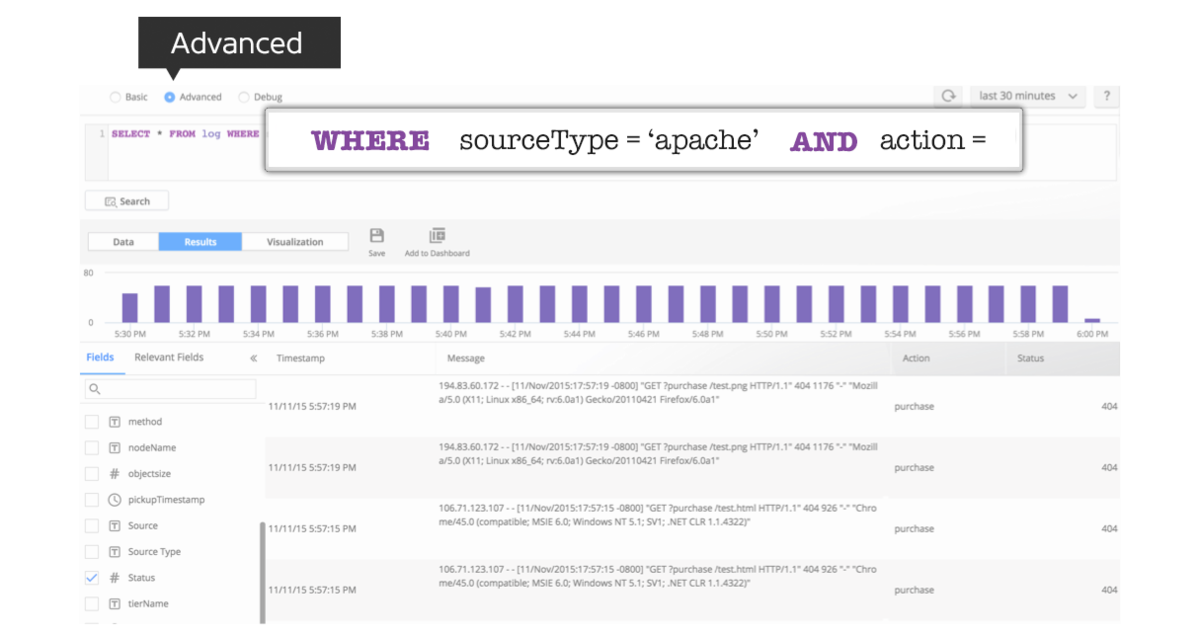 Advanced
Basic Advanced Debug
last 30 minutes ?
1 SELECT * FROM log WHERE
WHERE sourceType = ‘apache’ AND action =
Search
Data Results Visualization Save Add to Dashboard
80
0
5:30 PM 5:32 PM 5:34 PM 5:36 PM 5:38 PM 5:40 PM 5:42 PM 5:44 PM 5:46 PM 5:48 PM 5:50 PM 5:52 PM 5:54 PM 5:56 PM 5:58 PM 6:00 PM
Fields Relevant Fields « Timestamp Message Action Status
194.83.60.172 - - [11/Nov/2015:17:57:19 -0800] "GET ?purchase /test.png HTTP/1.1" 404 1176 "-" "Mozill
a/5.0 (X11; Linux x86_64; rv:6.0a1) Gecko/20110421 Firefox/6.0a1"
11/11/15 5:57:19 PM purchase 404
method
194.83.60.172 - - [11/Nov/2015:17:57:19 -0800] "GET ?purchase /test.png HTTP/1.1" 404 1176 "-" "Mozill
nodeName
a/5.0 (X11; Linux x86_64; rv:6.0a1) Gecko/20110421 Firefox/6.0a1"
11/11/15 5:57:19 PM purchase 404
# objectsize
pickupTimestamp
106.71.123.107 - - [11/Nov/2015:17:57:15 -0800] "GET ?purchase /test.html HTTP/1.1" 404 926 "-" "Chro
me/45.0 (compatible; MSIE 6.0; Windows NT 5.1; SV1; .NET CLR 1.1.4322)"
Source
11/11/15 5:57:15 PM purchase 404
Source Type
106.71.123.107 - - [11/Nov/2015:17:57:15 -0800] "GET ?purchase /test.html HTTP/1.1" 404 926 "-" "Chro
# Status
me/45.0 (compatible; MSIE 6.0; Windows NT 5.1; SV1; .NET CLR 1.1.4322)"
11/11/15 5:57:15 PM purchase 404
tierName